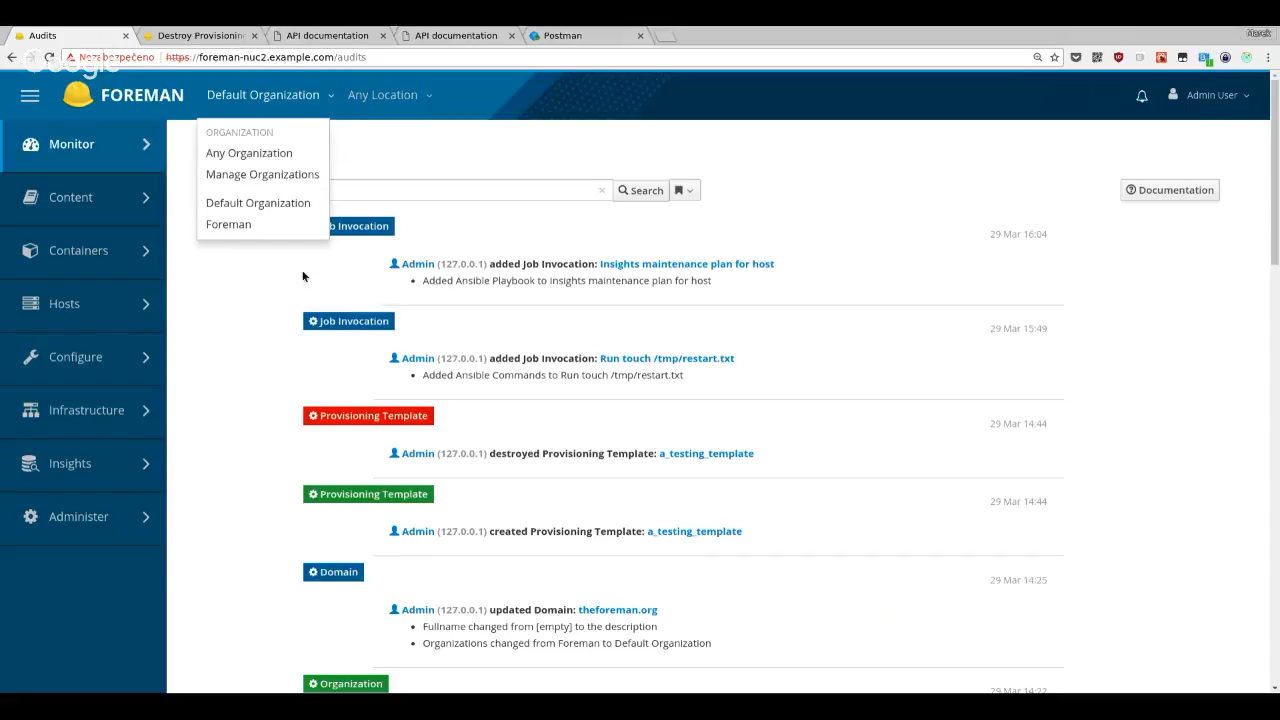 Audits
Destroy Provisionin
API documentation
API documentation
Postman
Marek
Nezabezpečeno
https://foreman-nuc2.example.com/audits
Google
FOREMAN
Default Organization
Any Location
Admin User
Monitor
Content
Containers
Hosts
Configure
Infrastructure
Insights
Administer
ORGANIZATION
Any Organization
Manage Organizations
Default Organization
Foreman
Search
Documentation
b Invocation
29 Mar 16:04
Admin (127.0.0.1) added Job Invocation: Insights maintenance plan for host
• Added Ansible Playbook to insights maintenance plan for host
Job Invocation
29 Mar 15:49
Admin (127.0.0.1) added Job Invocation: Run touch /tmp/restart.txt
• Added Ansible Commands to Run touch /tmp/restart.txt
Provisioning Template
29 Mar 14:44
Admin (127.0.0.1) destroyed Provisioning Template: a_testing_template
Provisioning Template
29 Mar 14:44
Admin (127.0.0.1) created Provisioning Template: a_testing_template
Domain
29 Mar 14:25
Admin (127.0.0.1) updated Domain: theforeman.org
• Fullname changed from [empty] to the description
• Organizations changed from Foreman to Default Organization
Organization
29 Mar 14:22